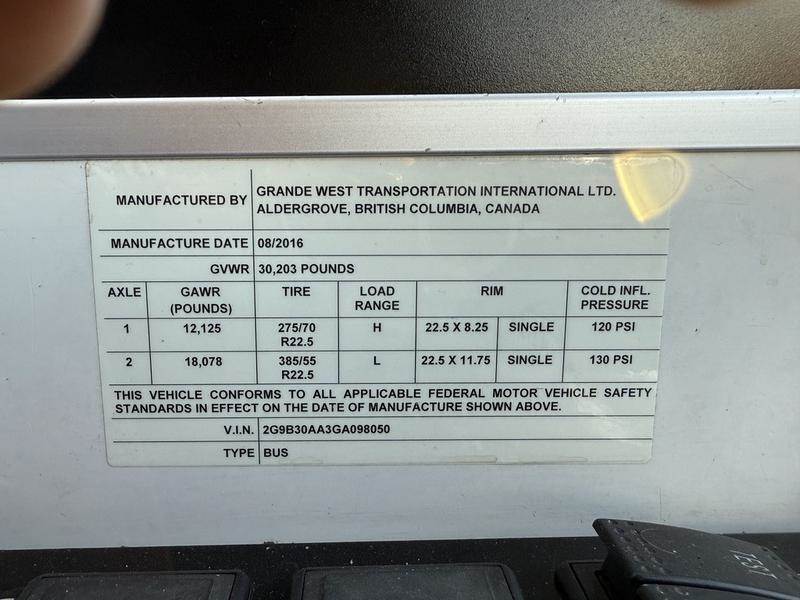 MANUFACTURED BY GRANDE WEST TRANSPORTATION INTERNATIONAL LTD.
ALDERGROVE, BRITISH COLUMBIA, CANADA
MANUFACTURE DATE 08/2016
GVWR 30,203 POUNDS
AXLE GAWR (POUNDS) TIRE LOAD RANGE RIM COLD INFL. PRESSURE
1 12,125 275/70 R22.5 H 22.5 X 8.25 SINGLE 120 PSI
2 18,078 385/55 R22.5 L 22.5 X 11.75 SINGLE 130 PSI
THIS VEHICLE CONFORMS TO ALL APPLICABLE FEDERAL MOTOR VEHICLE SAFETY
STANDARDS IN EFFECT ON THE DATE OF MANUFACTURE SHOWN ABOVE.
V.I.N. 2G9B30AA3GA098050
TYPE BUS